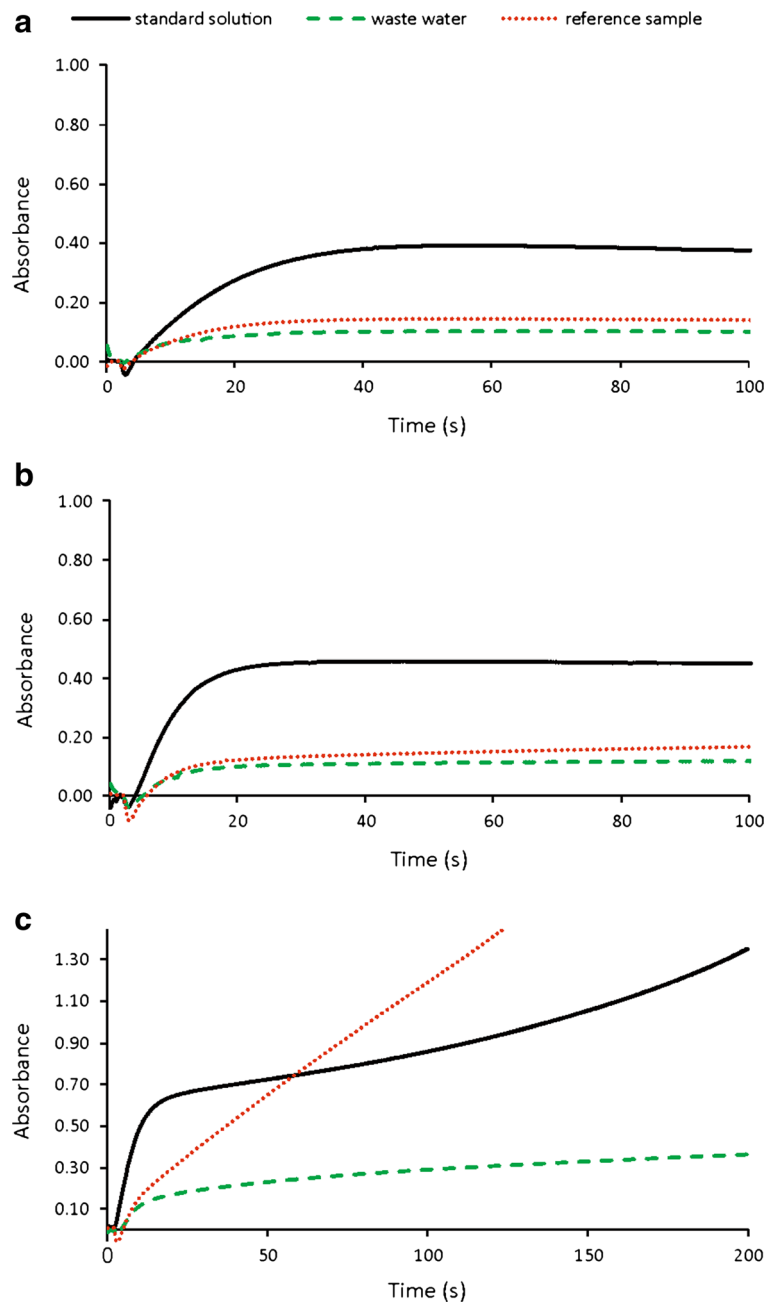 a standard solution waste water reference sample
1.00
0.80
0.60
0.40
0.20
0.00
Absorbance
0 20 40 60 80 100
Time (s)
b
1.00
0.80
0.60
0.40
0.20
0.00
Absorbance
0 20 40 60 80 100
Time (s)
c
1.30
1.10
0.90
0.70
0.50
0.30
0.10
Absorbance
0 50 100 150 200
Time (s)